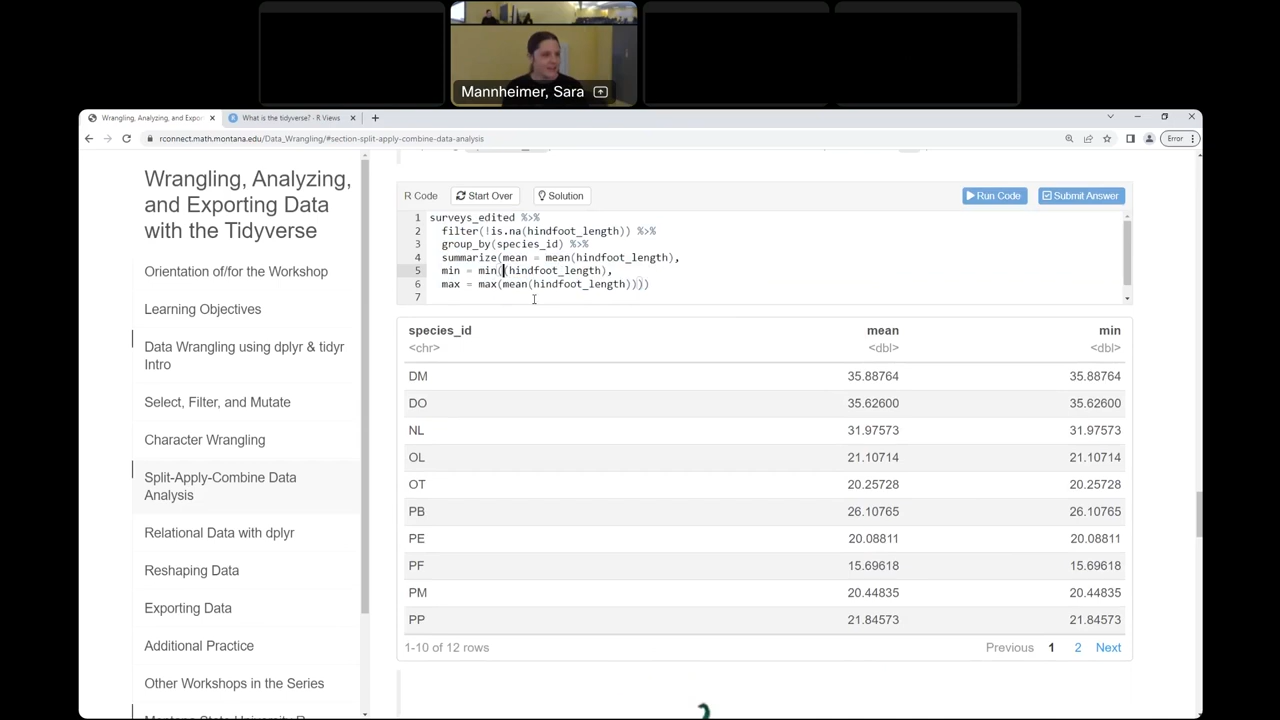 Mannheimer, Sara
Wrangling, Analyzing, and Expor
What is the tidyverse? · R Views
rconnect.math.montana.edu/Data_Wrangling/#section-split-apply-combine-data-analysis
Error
Wrangling, Analyzing,
and Exporting Data
with the Tidyverse
Orientation of/for the Workshop
Learning Objectives
Data Wrangling using dplyr & tidyr
Intro
Select, Filter, and Mutate
Character Wrangling
Split-Apply-Combine Data
Analysis
Relational Data with dplyr
Reshaping Data
Exporting Data
Additional Practice
Other Workshops in the Series
R Code Start Over Solution Run Code Submit Answer
1 surveys_edited %>%
2 filter(!is.na(hindfoot_length)) %>%
3 group_by(species_id) %>%
4 summarize(mean = mean(hindfoot_length),
5 min = min((hindfoot_length),
6 max = max(mean(hindfoot_length))))
7
species_id mean min
<chr> <dbl> <dbl>
DM 35.88764 35.88764
DO 35.62600 35.62600
NL 31.97573 31.97573
OL 21.10714 21.10714
OT 20.25728 20.25728
PB 26.10765 26.10765
PE 20.08811 20.08811
PF 15.69618 15.69618
PM 20.44835 20.44835
PP 21.84573 21.84573
1-10 of 12 rows Previous 1 2 Next